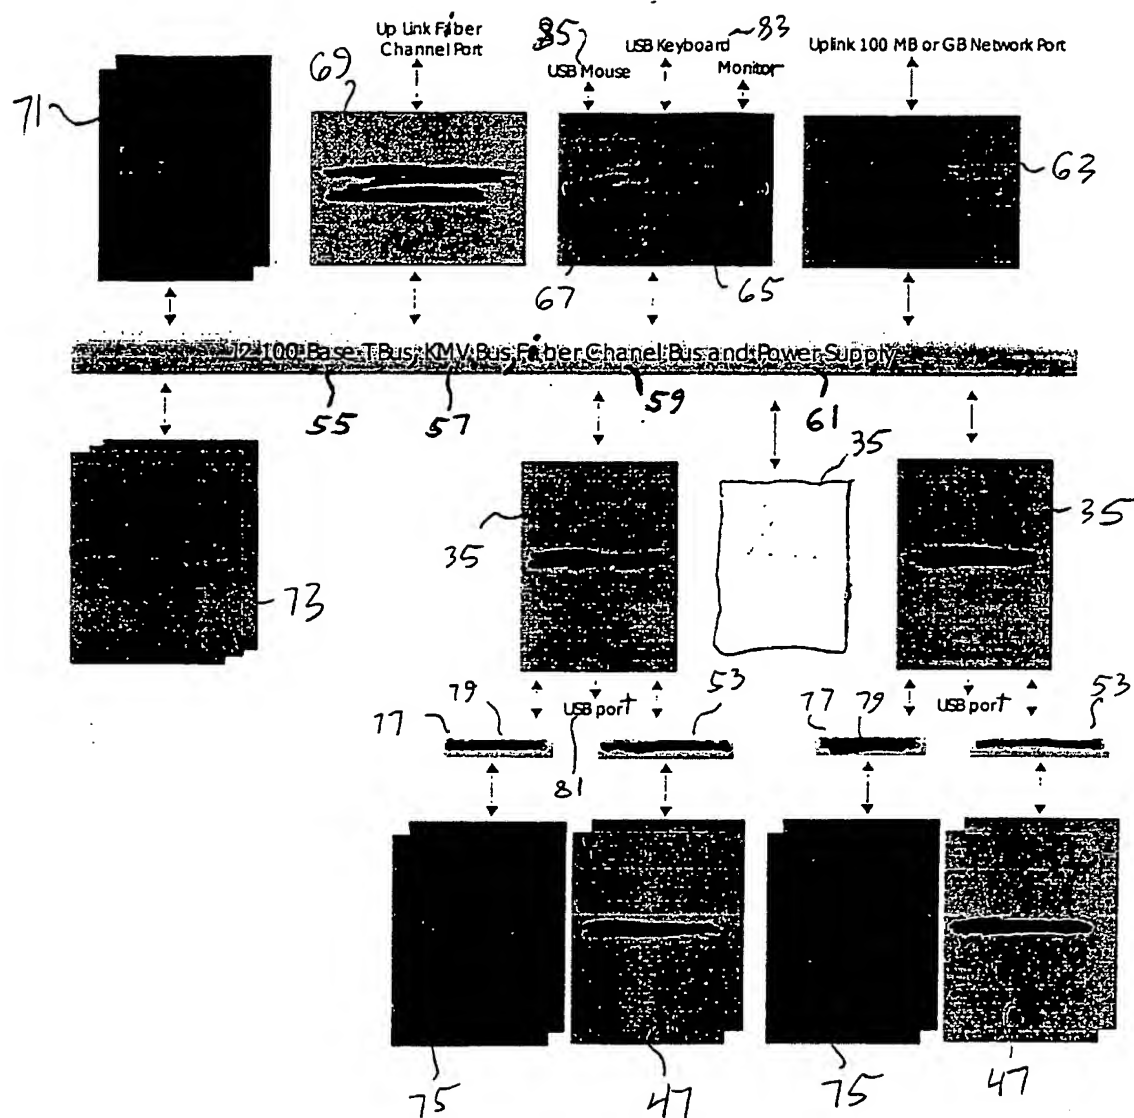 Up Link Fiber
Channel Port
85
USB Keyboard
83
Uplink 100 MB or GB Network Port
USB Mouse
Monitor
69
71
63
67
65
12-100-Base-T Bus, KMV Bus Fiber Chanel Bus and Power Supply
55
57
59
61
35
35
35
73
53
53
77
79
USB port
77
79
USB port
81
75
47
75
47